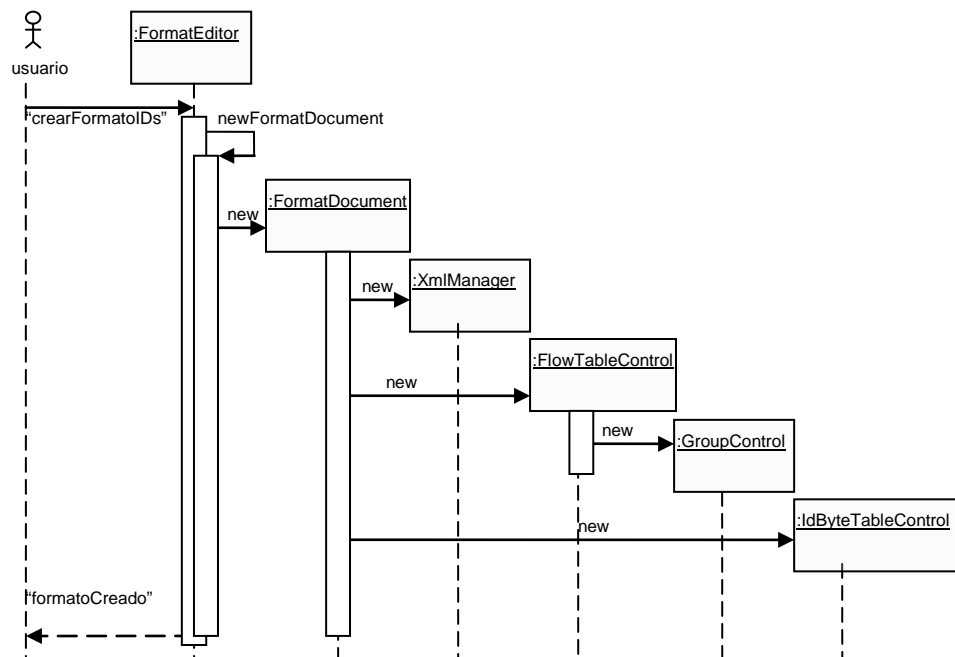 :FormatEditor
usuario
“crearFormatoIDs”
newFormatDocument
:FormatDocument
new
:XmlManager
new
:FlowTableControl
new
new
:GroupControl
:IdByteTableControl
new
“formatoCreado”